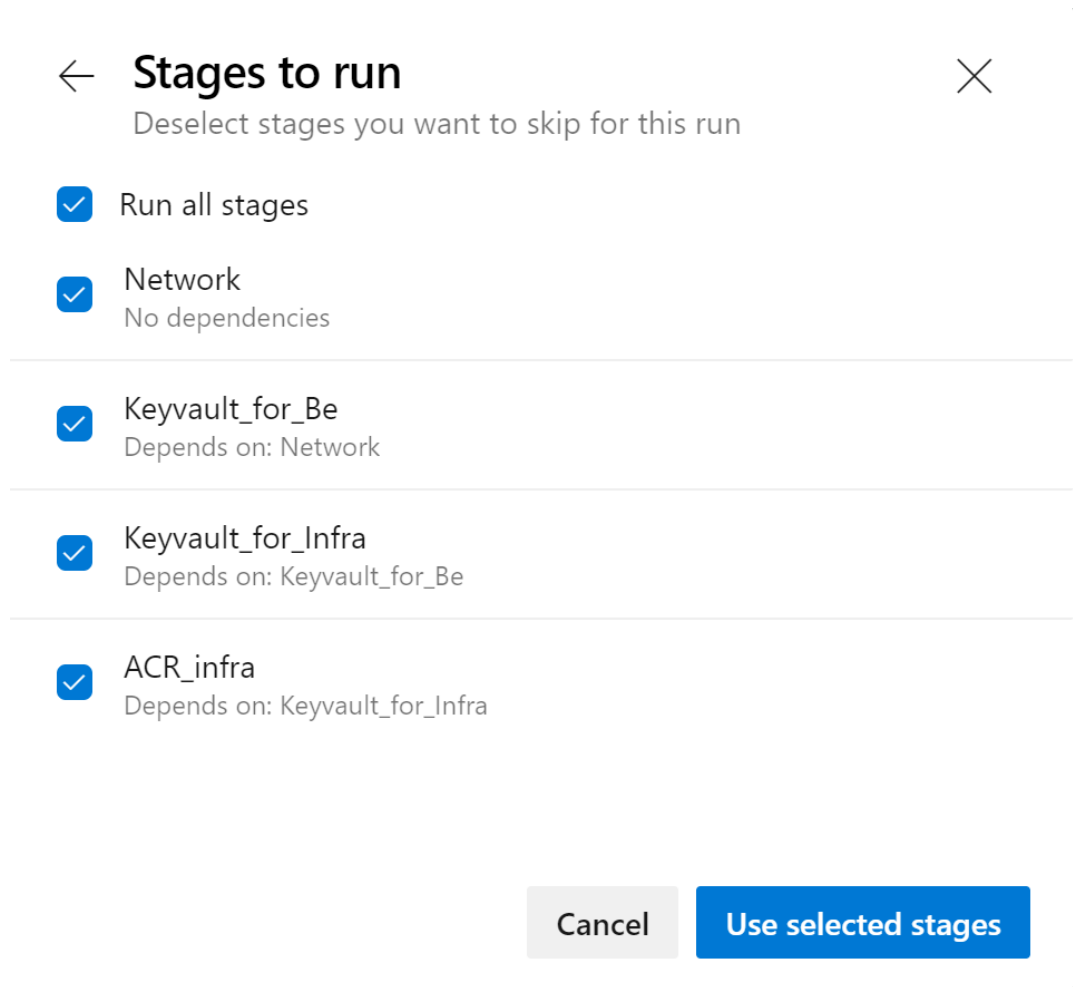 Stages to run
Deselect stages you want to skip for this run
Run all stages
Network
No dependencies
Keyvault_for_Be
Depends on: Network
Keyvault_for_Infra
Depends on: Keyvault_for_Be
ACR_infra
Depends on: Keyvault_for_Infra
Cancel
Use selected stages